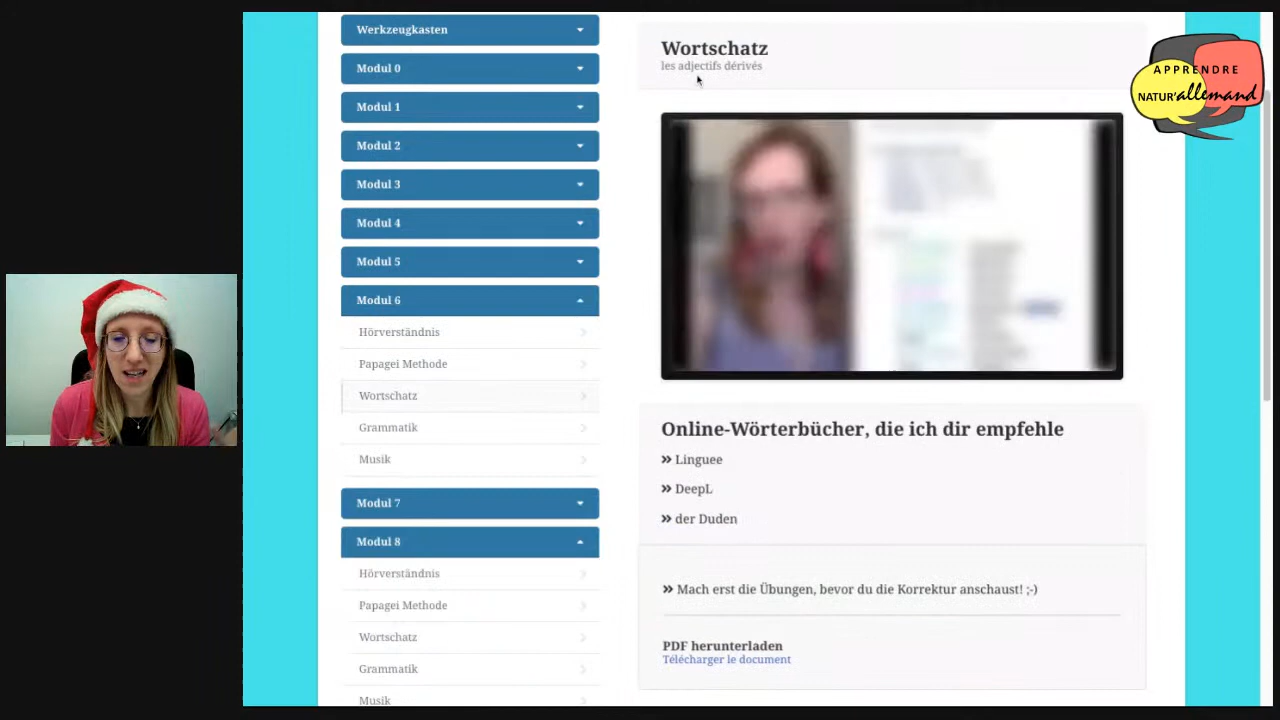 Werkzeugkasten
Modul 0
Modul 1
Modul 2
Modul 3
Modul 4
Modul 5
Modul 6
Hörverständnis
Papagei Methode
Wortschatz
Grammatik
Musik
Modul 7
Modul 8
Hörverständnis
Papagei Methode
Wortschatz
Grammatik
Musik
Wortschatz
les adjectifs dérivés
Online-Wörterbücher, die ich dir empfehle
Linguee
DeepL
der Duden
Mach erst die Übungen, bevor du die Korrektur anschaust! ;-)
PDF herunterladen
Télécharger le document
APPRENDRE
NATUR'allemand